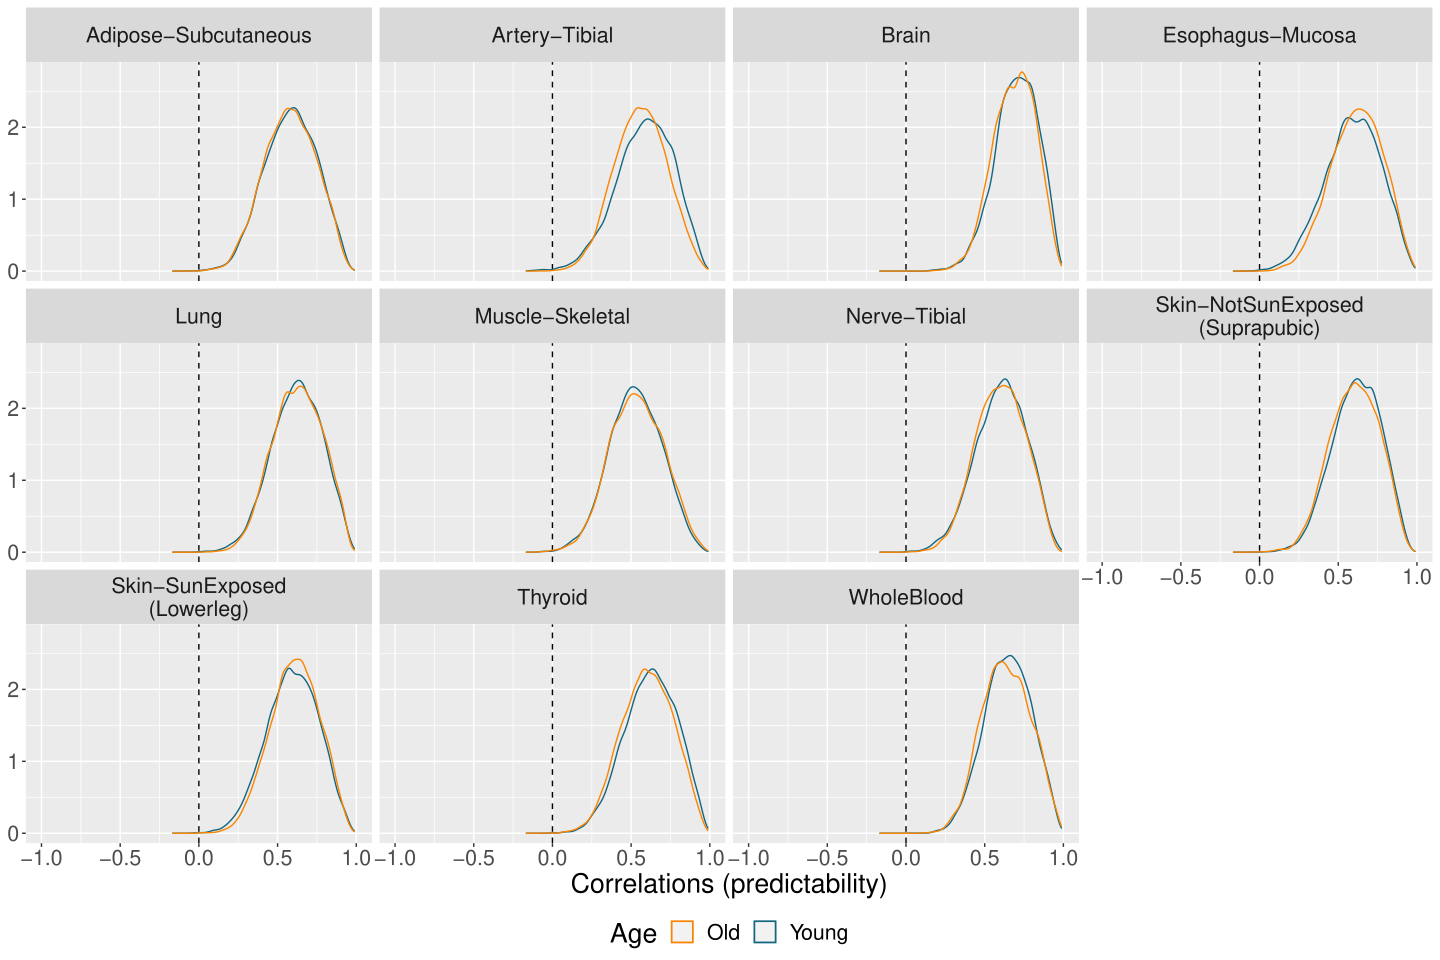 Adipose−Subcutaneous
Artery−Tibial
Brain
Esophagus−Mucosa
2
1
0
Lung
Muscle−Skeletal
Nerve−Tibial
Skin−NotSunExposed
(Suprapubic)
2
1
0
−1.0 −0.5 0.0 0.5 1.0
Skin−SunExposed
(Lowerleg)
Thyroid
WholeBlood
2
1
0
−1.0 −0.5 0.0 0.5 1.0
−1.0 −0.5 0.0 0.5 1.0
−1.0 −0.5 0.0 0.5 1.0
Correlations (predictability)
Age Old Young